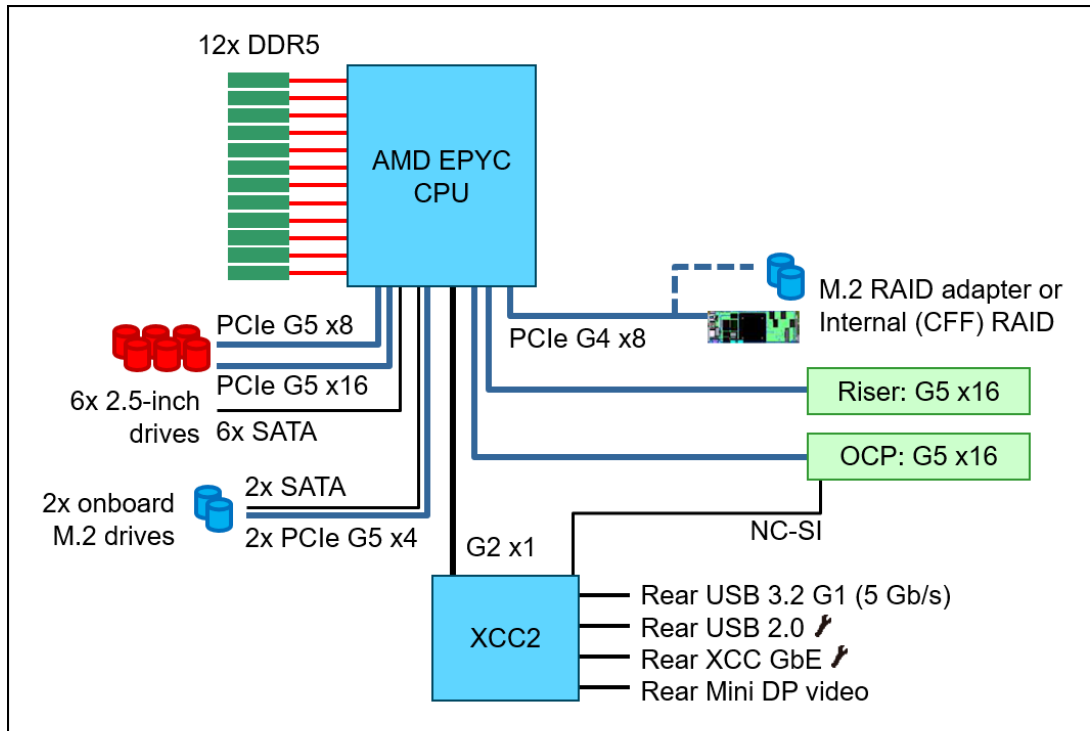 12x DDR5
AMD EPYC
CPU
PCIe G5 x8
PCIe G5 x16
6x 2.5-inch
drives
6x SATA
2x onboard
M.2 drives
2x SATA
2x PCIe G5 x4
G2 x1
PCIe G4 x8
M.2 RAID adapter or
Internal (CFF) RAID
Riser: G5 x16
OCP: G5 x16
NC-SI
XCC2
Rear USB 3.2 G1 (5 Gb/s)
Rear USB 2.0
Rear XCC GbE
Rear Mini DP video